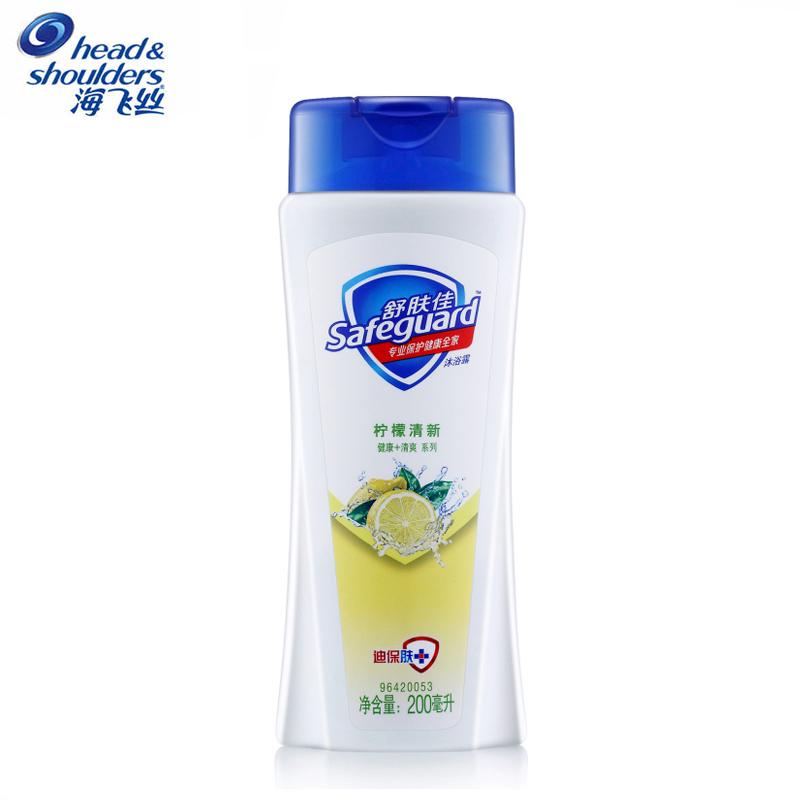 head&
shoulders
海飞丝®
舒肤佳
Safeguard™
专业保护健康全家
沐浴露
柠檬清新
健康+清爽 系列
迪保肤
96420053
净含量：200毫升